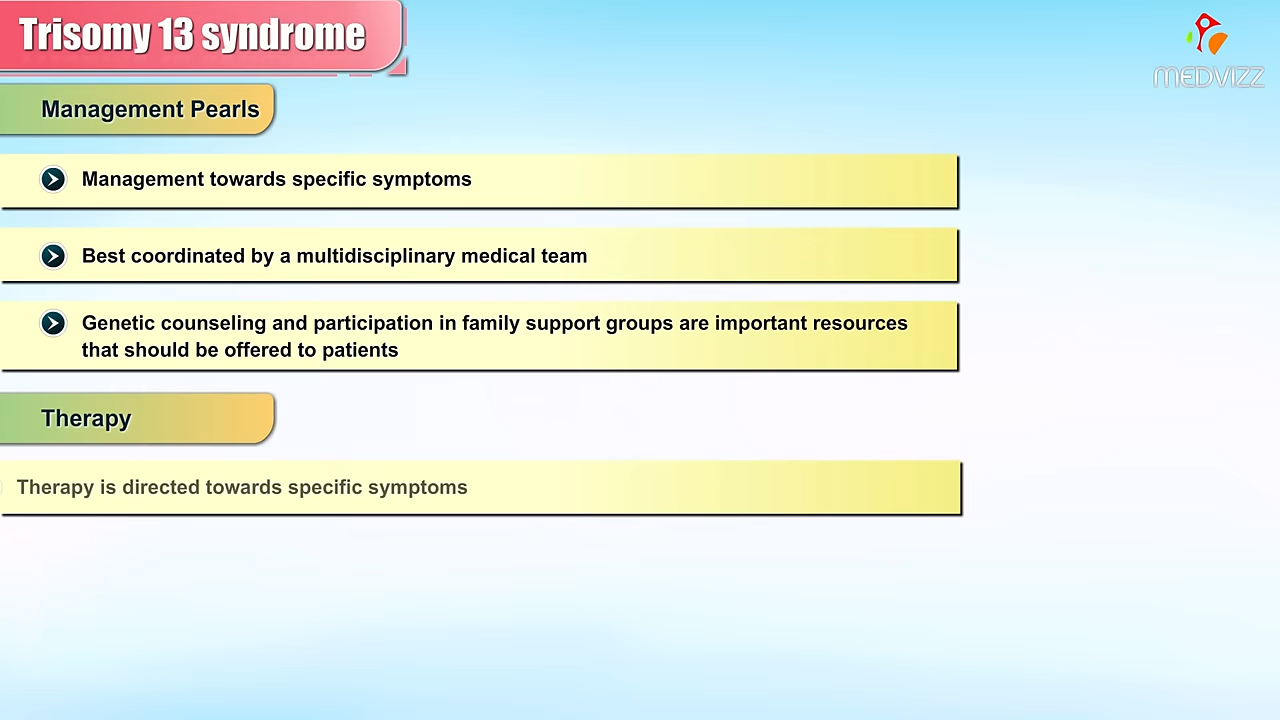 Trisomy 13 syndrome
MEDVIZZ
Management Pearls
Management towards specific symptoms
Best coordinated by a multidisciplinary medical team
Genetic counseling and participation in family support groups are important resources
that should be offered to patients
Therapy
Therapy is directed towards specific symptoms